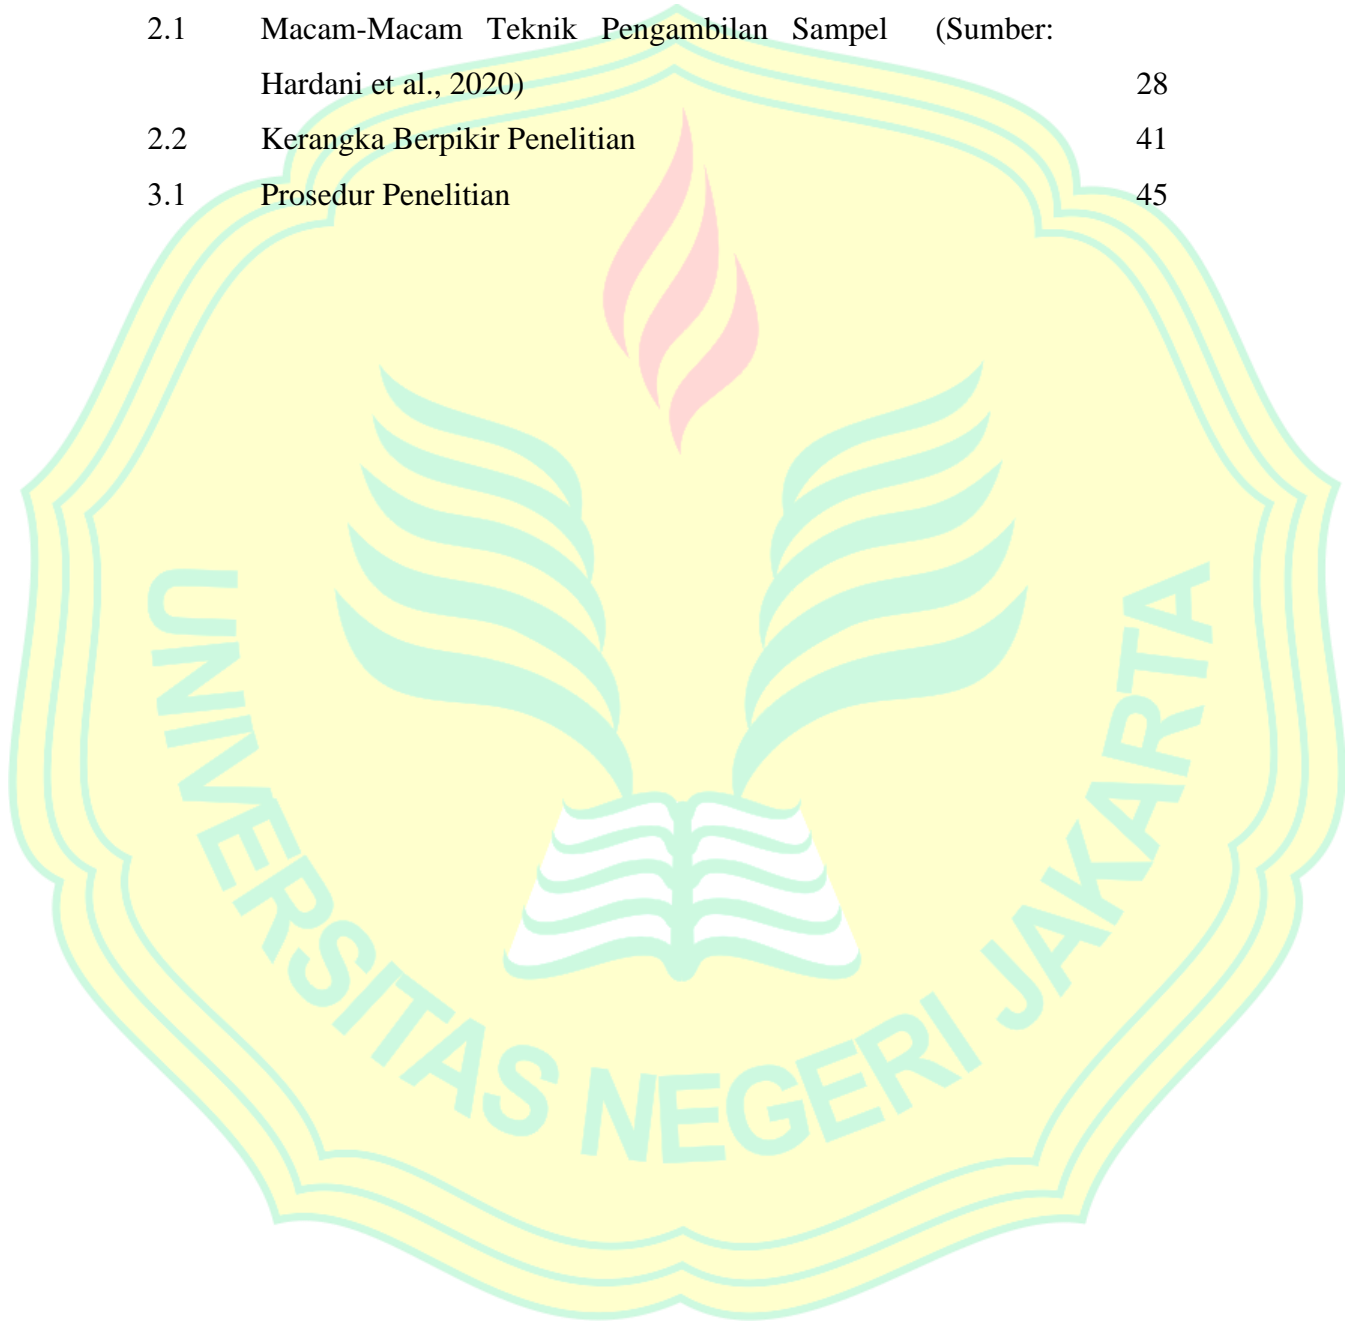 2.1 Macam-Macam Teknik Pengambilan Sampel (Sumber:
Hardani et al., 2020) 28
2.2 Kerangka Berpikir Penelitian 41
3.1 Prosedur Penelitian 45
UNIVERSITAS NEGERI JAKARTA